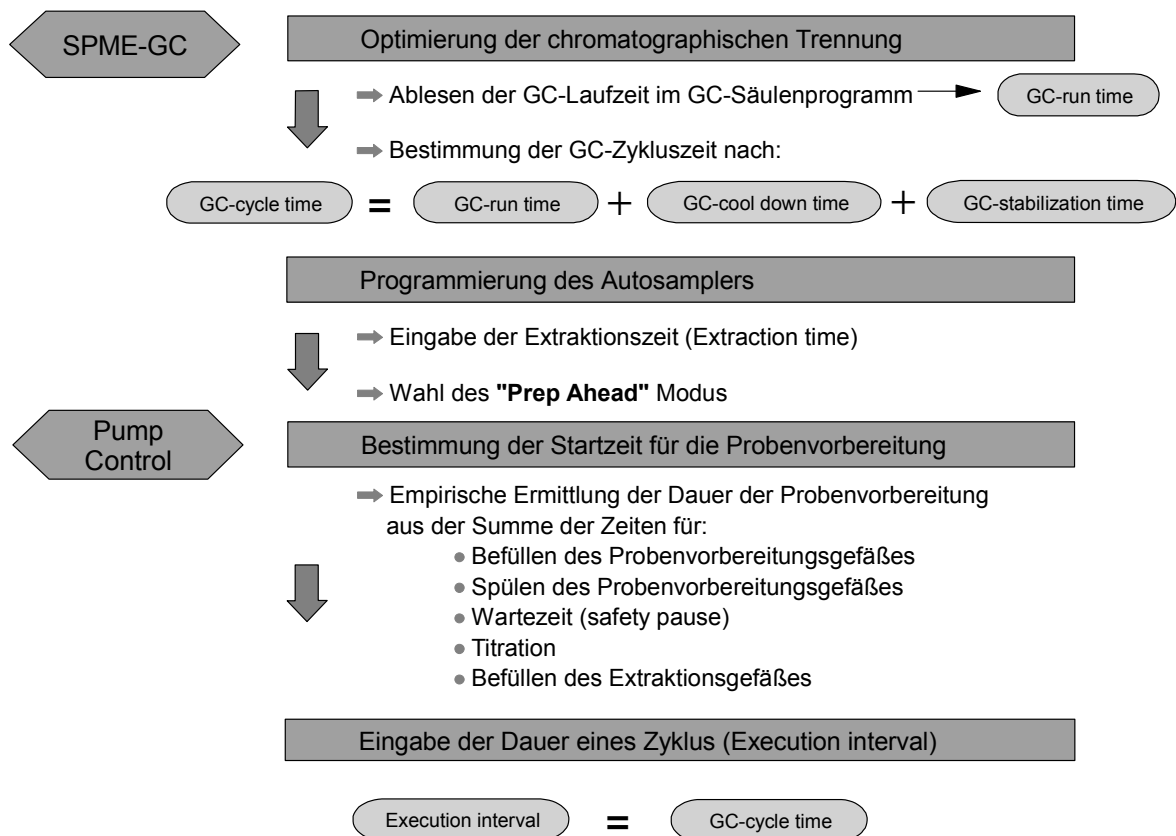 SPME-GC
Optimierung der chromatographischen Trennung
Ablesen der GC-Laufzeit im GC-Säulenprogramm
GC-run time
Bestimmung der GC-Zykluszeit nach:
GC-cycle time = GC-run time + GC-cool down time + GC-stabilization time
Programmierung des Autosamplers
Eingabe der Extraktionszeit (Extraction time)
Wahl des "Prep Ahead" Modus
Pump
Control
Bestimmung der Startzeit für die Probenvorbereitung
Empirische Ermittlung der Dauer der Probenvorbereitung
aus der Summe der Zeiten für:
Befüllen des Probenvorbereitungsgefäßes
Spülen des Probenvorbereitungsgefäßes
Wartezeit (safety pause)
Titration
Befüllen des Extraktionsgefäßes
Eingabe der Dauer eines Zyklus (Execution interval)
Execution interval = GC-cycle time